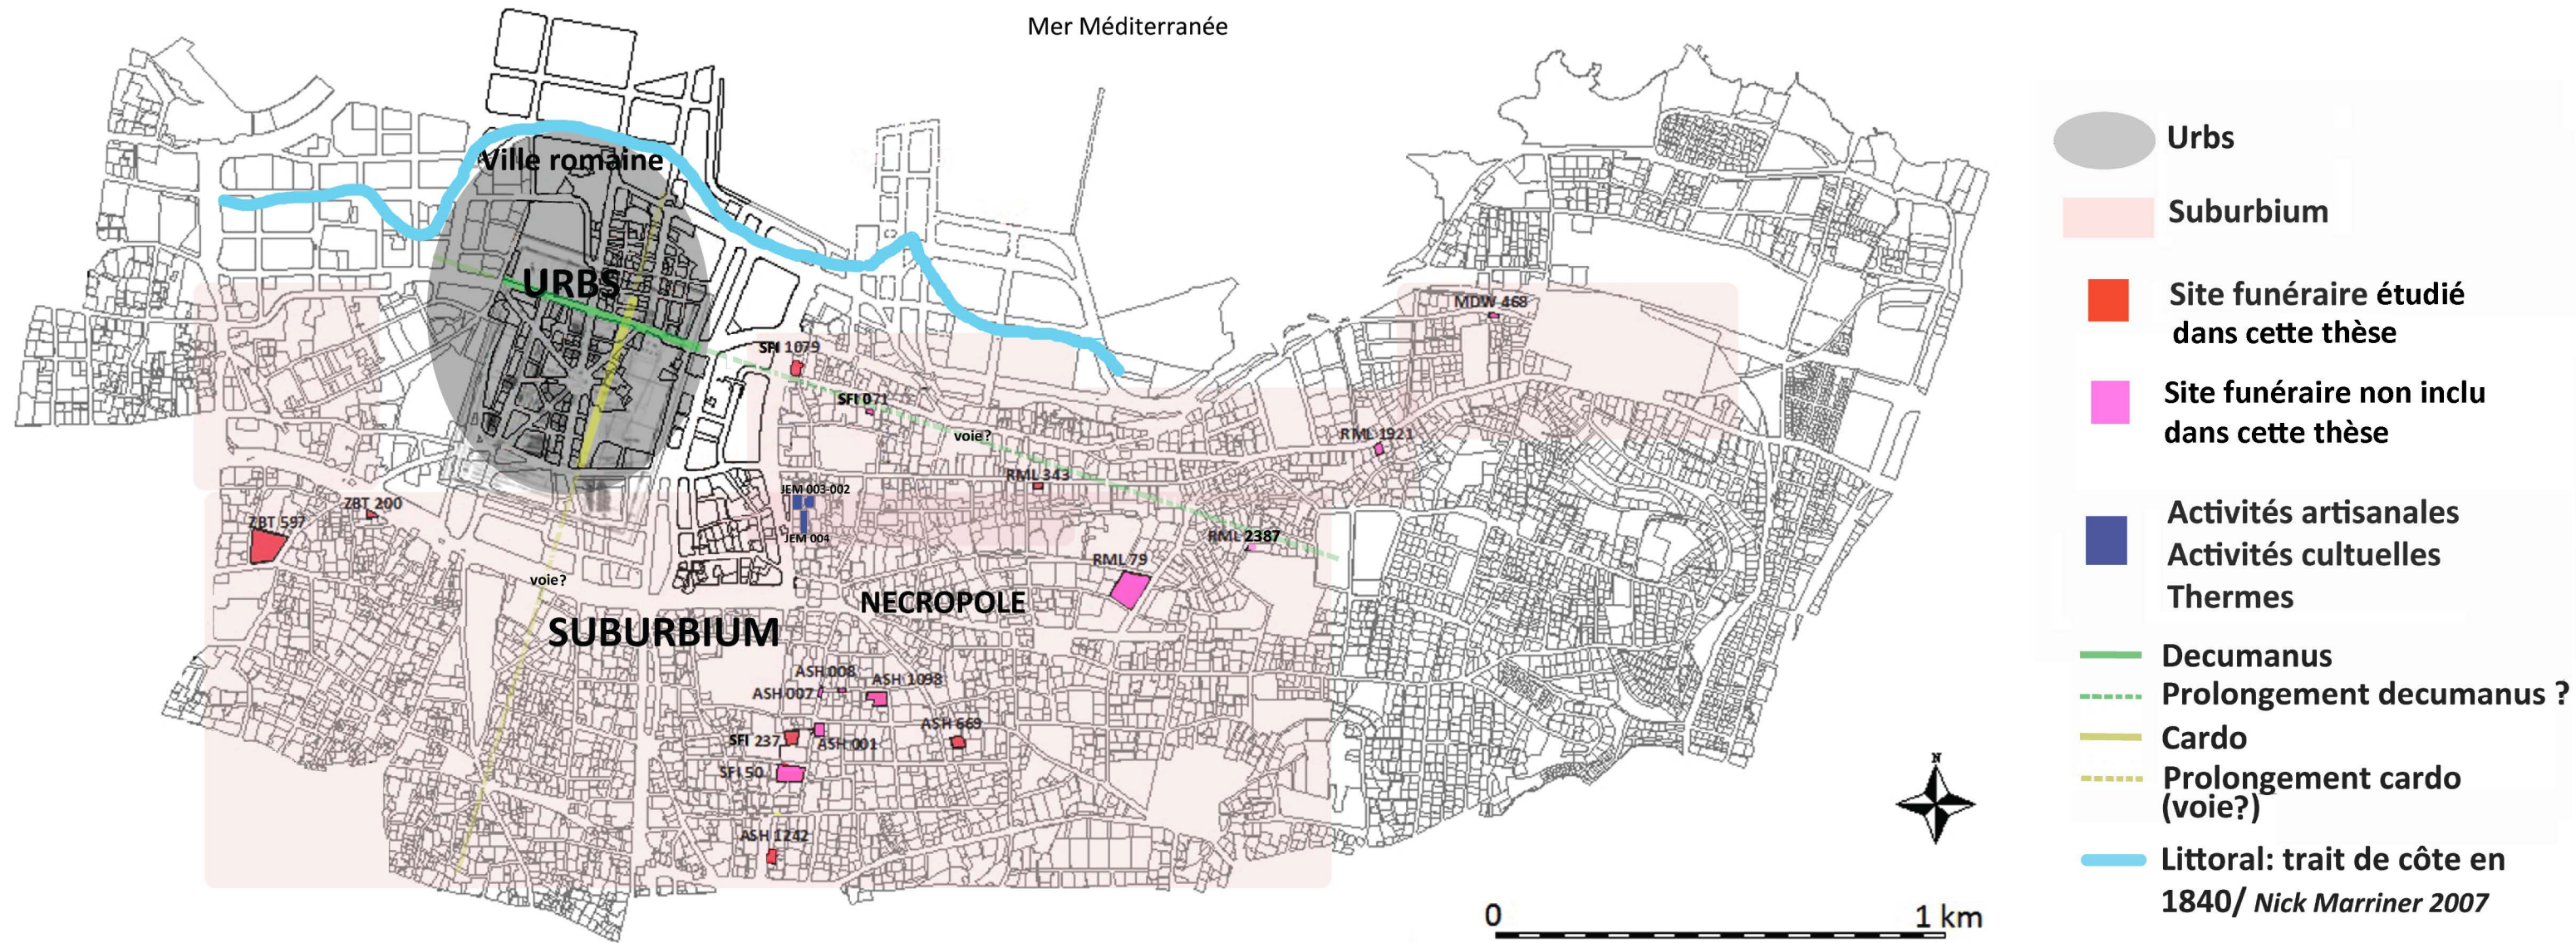 Mer Méditerranée
Ville romaine
URBS
MDW 468
SFI 1079
SFI 071
voie?
RML 1921
RML 343
JEM 003-002
JEM 004
ZBT 200
ZBT 597
RML 2387
RML 79
voie?
NECROPOLE
SUBURBIUM
ASH 008
ASH 007
ASH 1098
ASH 669
SFI 237
ASH 001
SFI 50
ASH 1242
N
0
1 km
Urbs
Suburbium
Site funéraire étudié
dans cette thèse
Site funéraire non inclu
dans cette thèse
Activités artisanales
Activités cultuelles
Thermes
Decumanus
Prolongement decumanus ?
Cardo
Prolongement cardo
(voie?)
Littoral: trait de côte en
1840/ Nick Marriner 2007